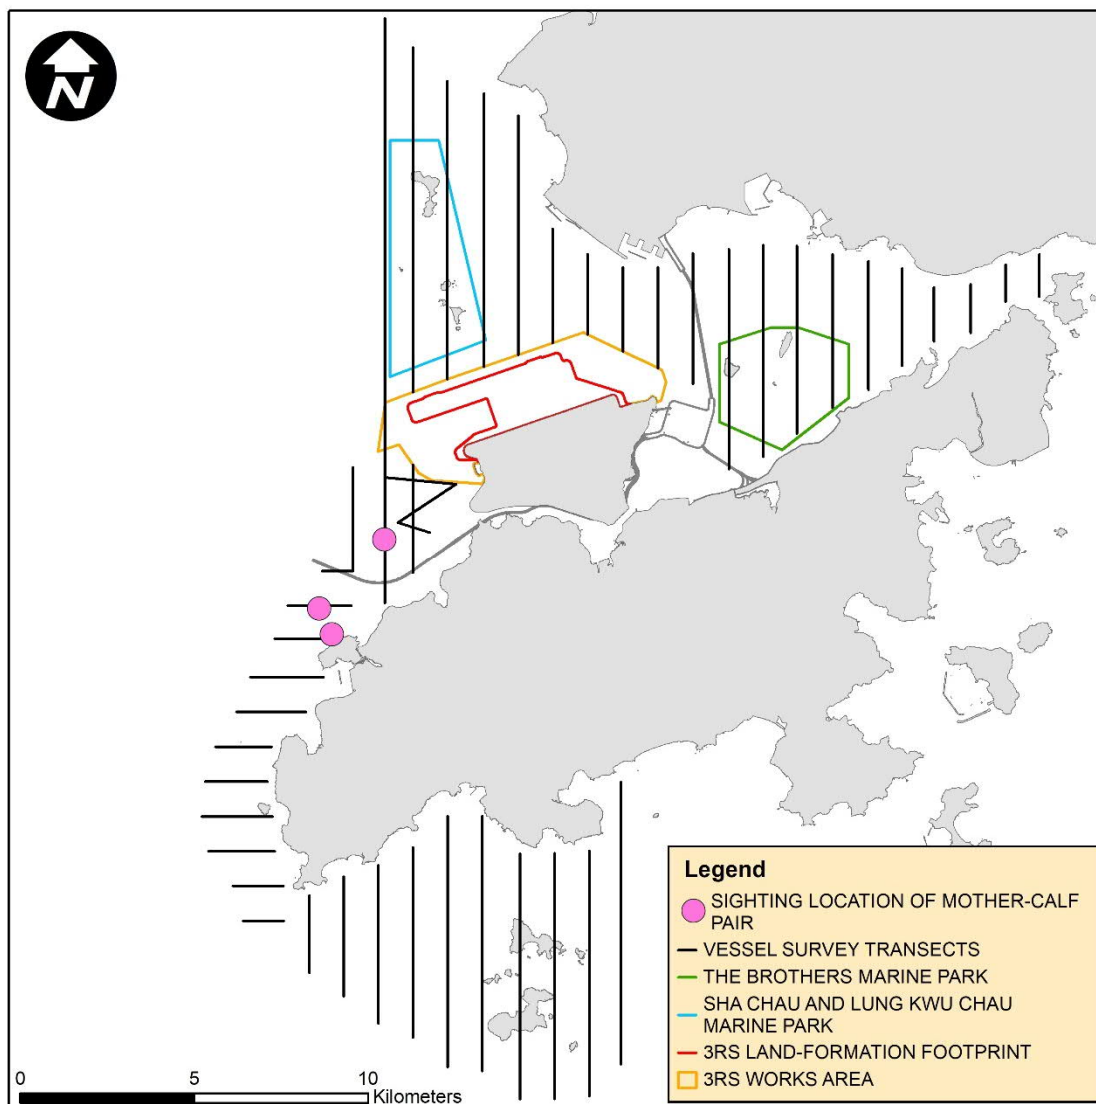 N
Legend
SIGHTING LOCATION OF MOTHER-CALF
PAIR
VESSEL SURVEY TRANSECTS
THE BROTHERS MARINE PARK
SHA CHAU AND LUNG KWU CHAU
MARINE PARK
3RS LAND-FORMATION FOOTPRINT
3RS WORKS AREA
0 5 10
Kilometers